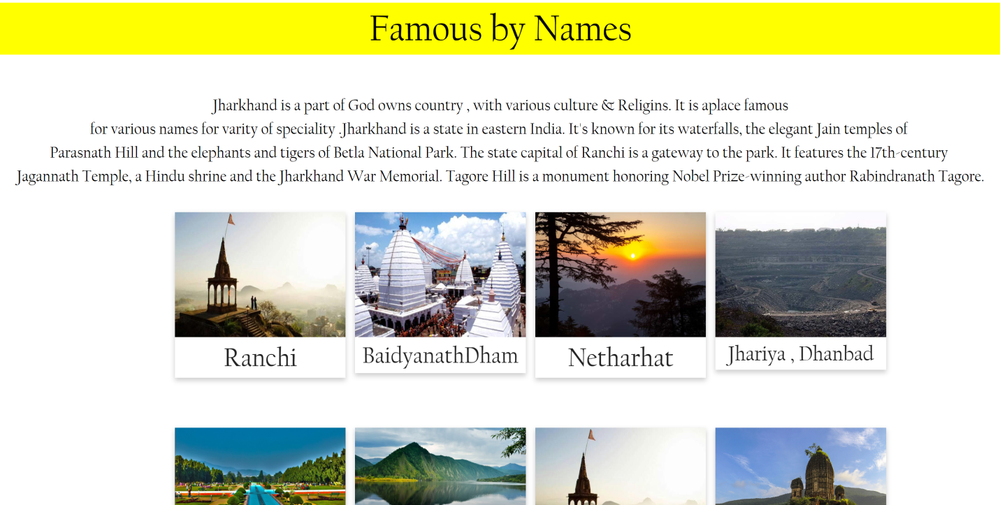 Famous by Names
Jharkhand is a part of God owns country , with various culture & Religins. It is aplace famous
for various names for varity of speciality .Jharkhand is a state in eastern India. It's known for its waterfalls, the elegant Jain temples of
Parasnath Hill and the elephants and tigers of Betla National Park. The state capital of Ranchi is a gateway to the park. It features the 17th-century
Jagannath Temple, a Hindu shrine and the Jharkhand War Memorial. Tagore Hill is a monument honoring Nobel Prize-winning author Rabindranath Tagore.
Ranchi
BaidyanathDham
Netharhat
Jhariya , Dhanbad